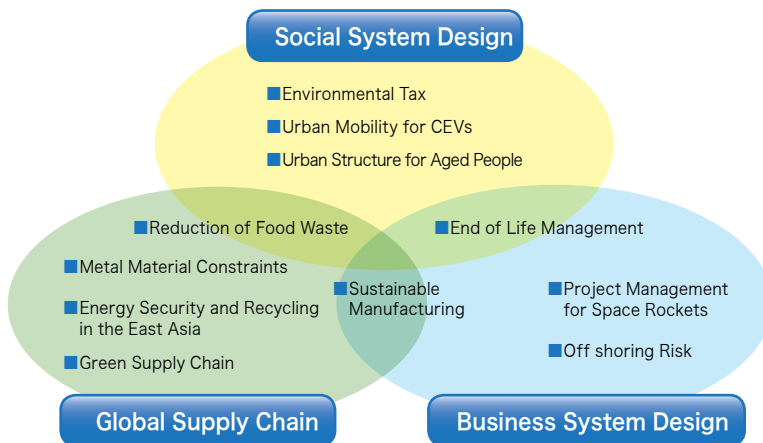 Social System Design
■Environmental Tax
■Urban Mobility for CEVs
■Urban Structure for Aged People
■Reduction of Food Waste
■End of Life Management
■Metal Material Constraints
■Energy Security and Recycling
in the East Asia
■Green Supply Chain
■Sustainable
Manufacturing
■Project Management
for Space Rockets
■Off shoring Risk
Global Supply Chain
Business System Design